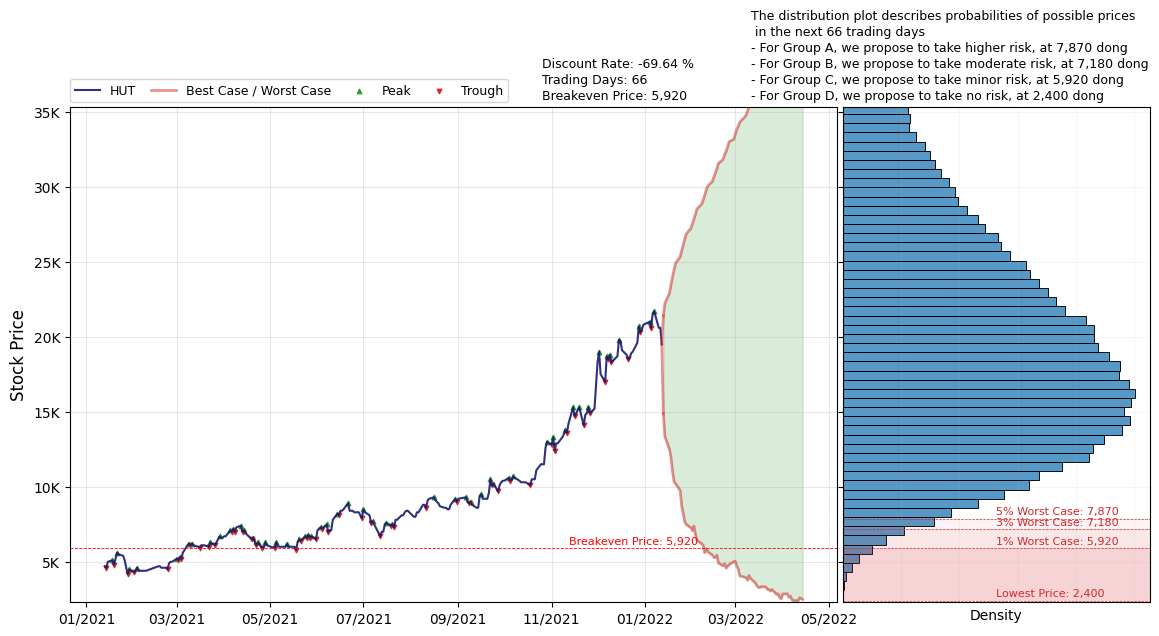 The distribution plot describes probabilities of possible prices
in the next 66 trading days
- For Group A, we propose to take higher risk, at 7,870 dong
- For Group B, we propose to take moderate risk, at 7,180 dong
- For Group C, we propose to take minor risk, at 5,920 dong
- For Group D, we propose to take no risk, at 2,400 dong
Discount Rate: -69.64 %
Trading Days: 66
Breakeven Price: 5,920
HUT Best Case / Worst Case Peak Trough
Stock Price
35K
30K
25K
20K
15K
10K
5K
Breakeven Price: 5,920
5% Worst Case: 7,870
3% Worst Case: 7,180
1% Worst Case: 5,920
Lowest Price: 2,400
01/2021 03/2021 05/2021 07/2021 09/2021 11/2021 01/2022 03/2022 05/2022
Density